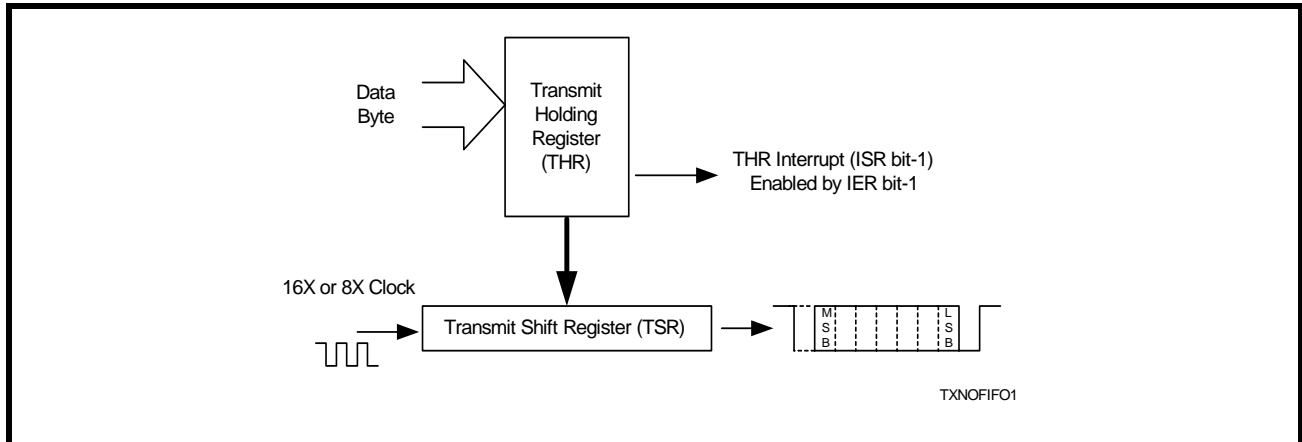 Data
Byte
Transmit
Holding
Register
(THR)
THR Interrupt (ISR bit-1)
Enabled by IER bit-1
16X or 8X Clock
Transmit Shift Register (TSR)
M
S
B
L
S
B
TXNOFIFO1